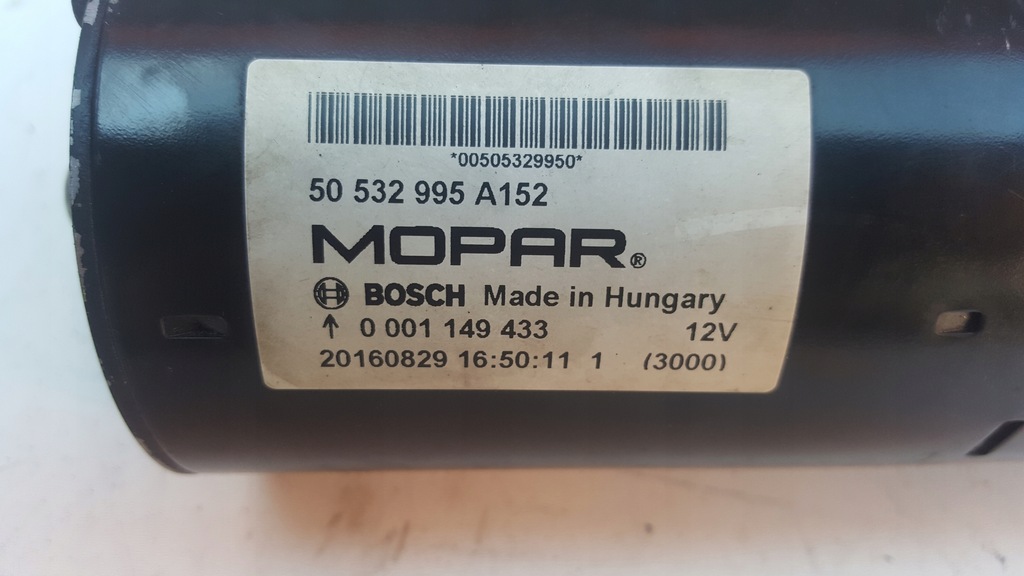 *00505329950*
50 532 995 A152
MOPAR®
BOSCH Made in Hungary
↑ 0 001 149 433 12V
20160829 16:50:11 1 (3000)